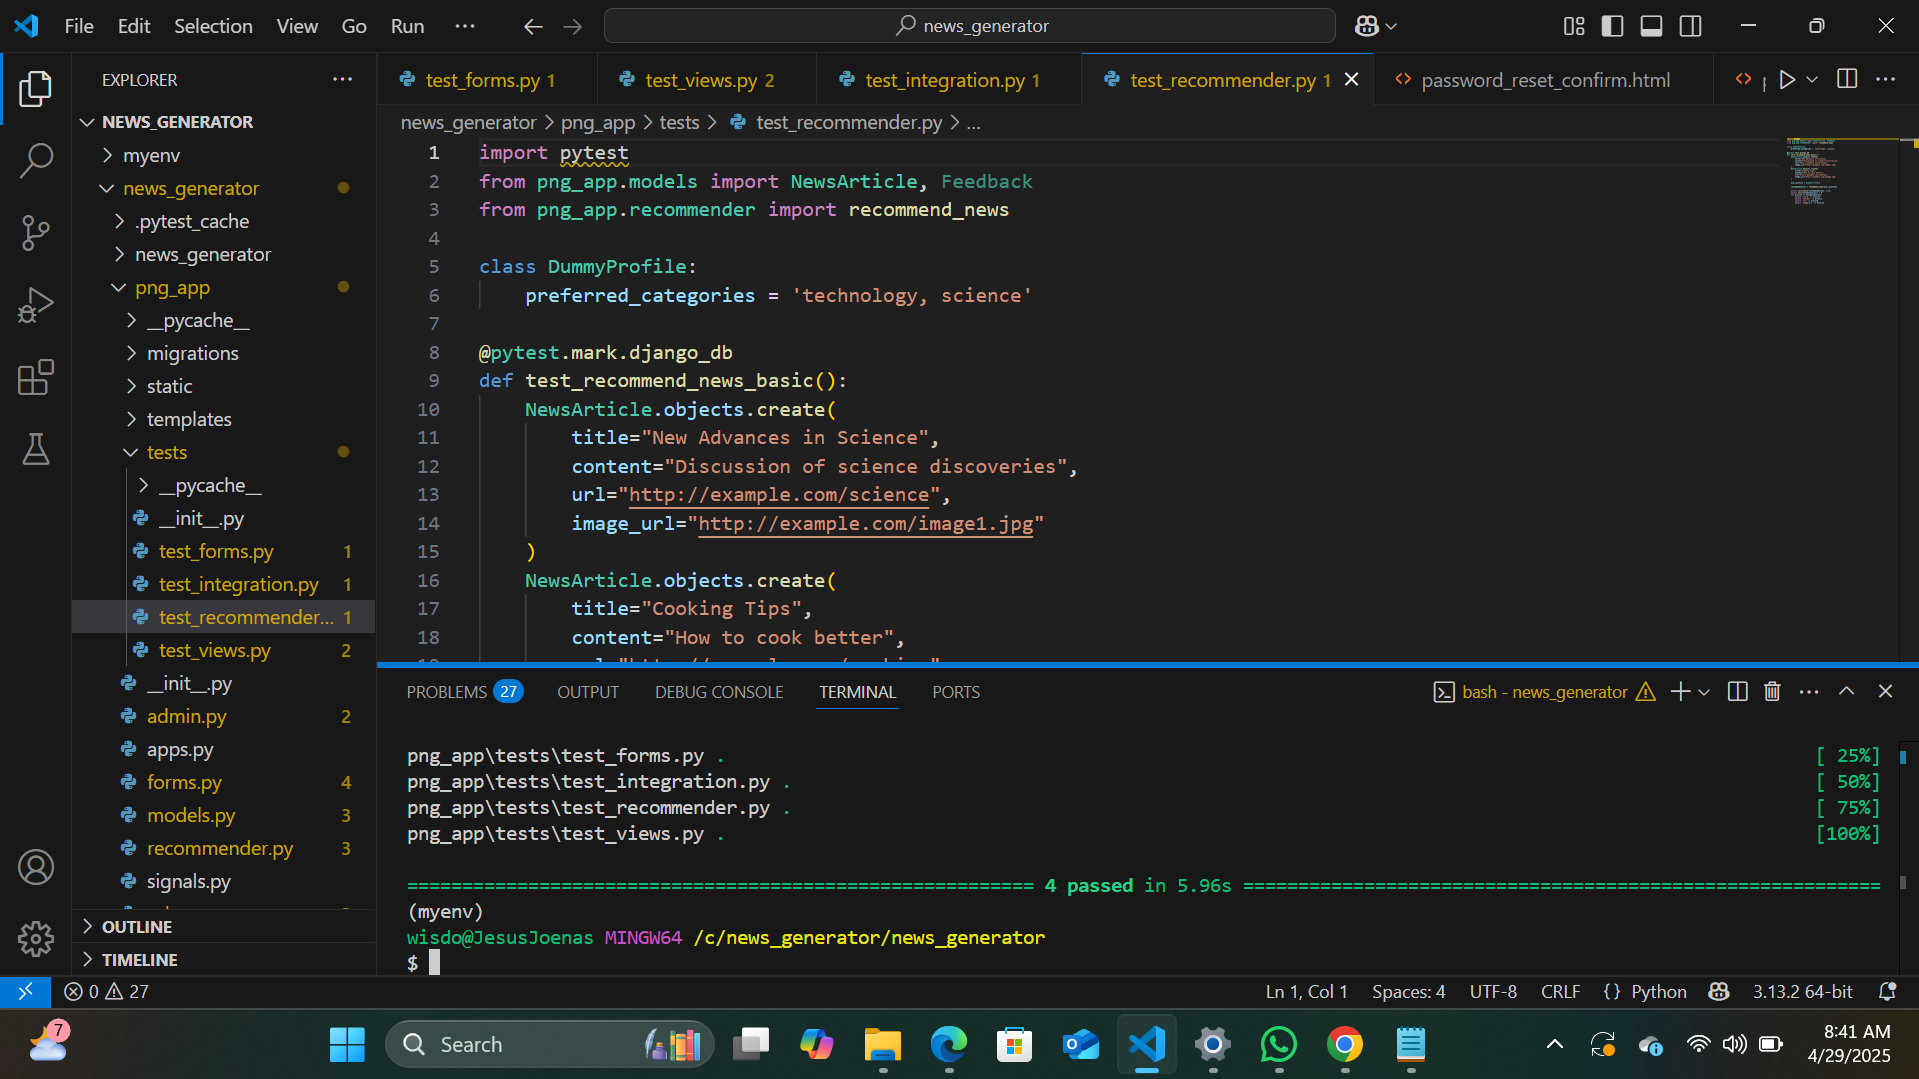 File Edit Selection View Go Run ··· news_generator
EXPLORER
NEWS_GENERATOR
myenv
news_generator
.pytest_cache
news_generator
png_app
__pycache__
migrations
static
templates
tests
__pycache__
__init__.py
test_forms.py 1
test_integration.py 1
test_recommender... 1
test_views.py 2
__init__.py
admin.py 2
apps.py
forms.py 4
models.py 3
recommender.py 3
signals.py
OUTLINE
TIMELINE
test_forms.py 1 test_views.py 2 test_integration.py 1 test_recommender.py 1 password_reset_confirm.html
news_generator > png_app > tests > test_recommender.py > ...
1 import pytest
2 from png_app.models import NewsArticle, Feedback
3 from png_app.recommender import recommend_news
4
5 class DummyProfile:
6 preferred_categories = 'technology, science'
7
8 @pytest.mark.django_db
9 def test_recommend_news_basic():
10 NewsArticle.objects.create(
11 title="New Advances in Science",
12 content="Discussion of science discoveries",
13 url="http://example.com/science",
14 image_url="http://example.com/image1.jpg"
15 )
16 NewsArticle.objects.create(
17 title="Cooking Tips",
18 content="How to cook better",
PROBLEMS 27 OUTPUT DEBUG CONSOLE TERMINAL PORTS bash - news_generator
png_app\tests\test_forms.py . [ 25%]
png_app\tests\test_integration.py . [ 50%]
png_app\tests\test_recommender.py . [ 75%]
png_app\tests\test_views.py . [100%]
====================================================== 4 passed in 5.96s =======================================================
(myenv)
wisdo@JesusJoenas MINGW64 /c/news_generator/news_generator
$
0 27 Ln 1, Col 1 Spaces: 4 UTF-8 CRLF {} Python 3.13.2 64-bit
7 Search 8:41 AM
4/29/2025